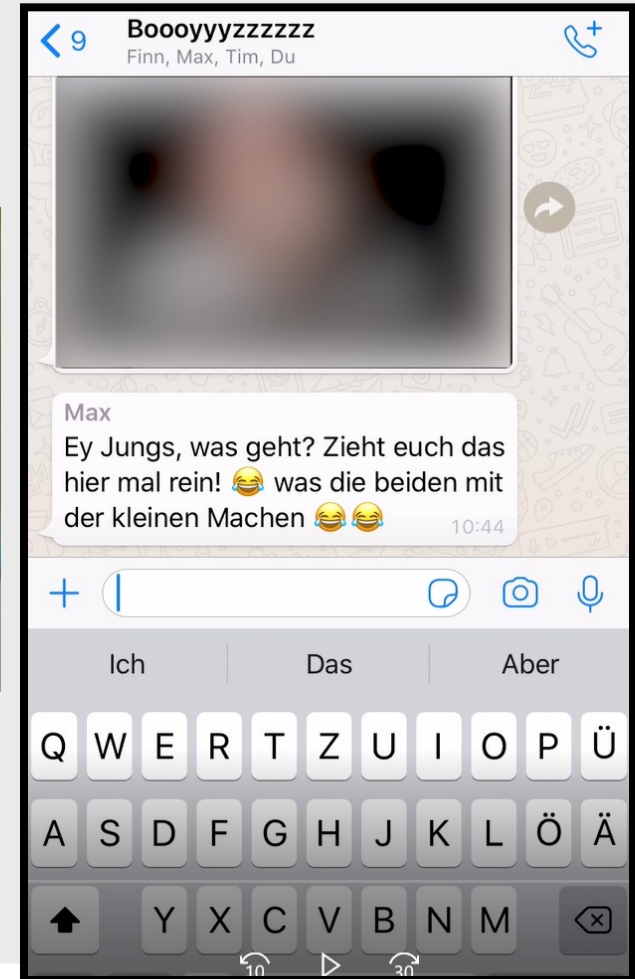 9
Boooyyyzzzzzz
Finn, Max, Tim, Du
Max
Ey Jungs, was geht? Zieht euch das
hier mal rein! 😂 was die beiden mit
der kleinen Machen 😂😂
10:44
Ich Das Aber
Q W E R T Z U I O P Ü
A S D F G H J K L Ö Ä
Y X C V B N M
10 30